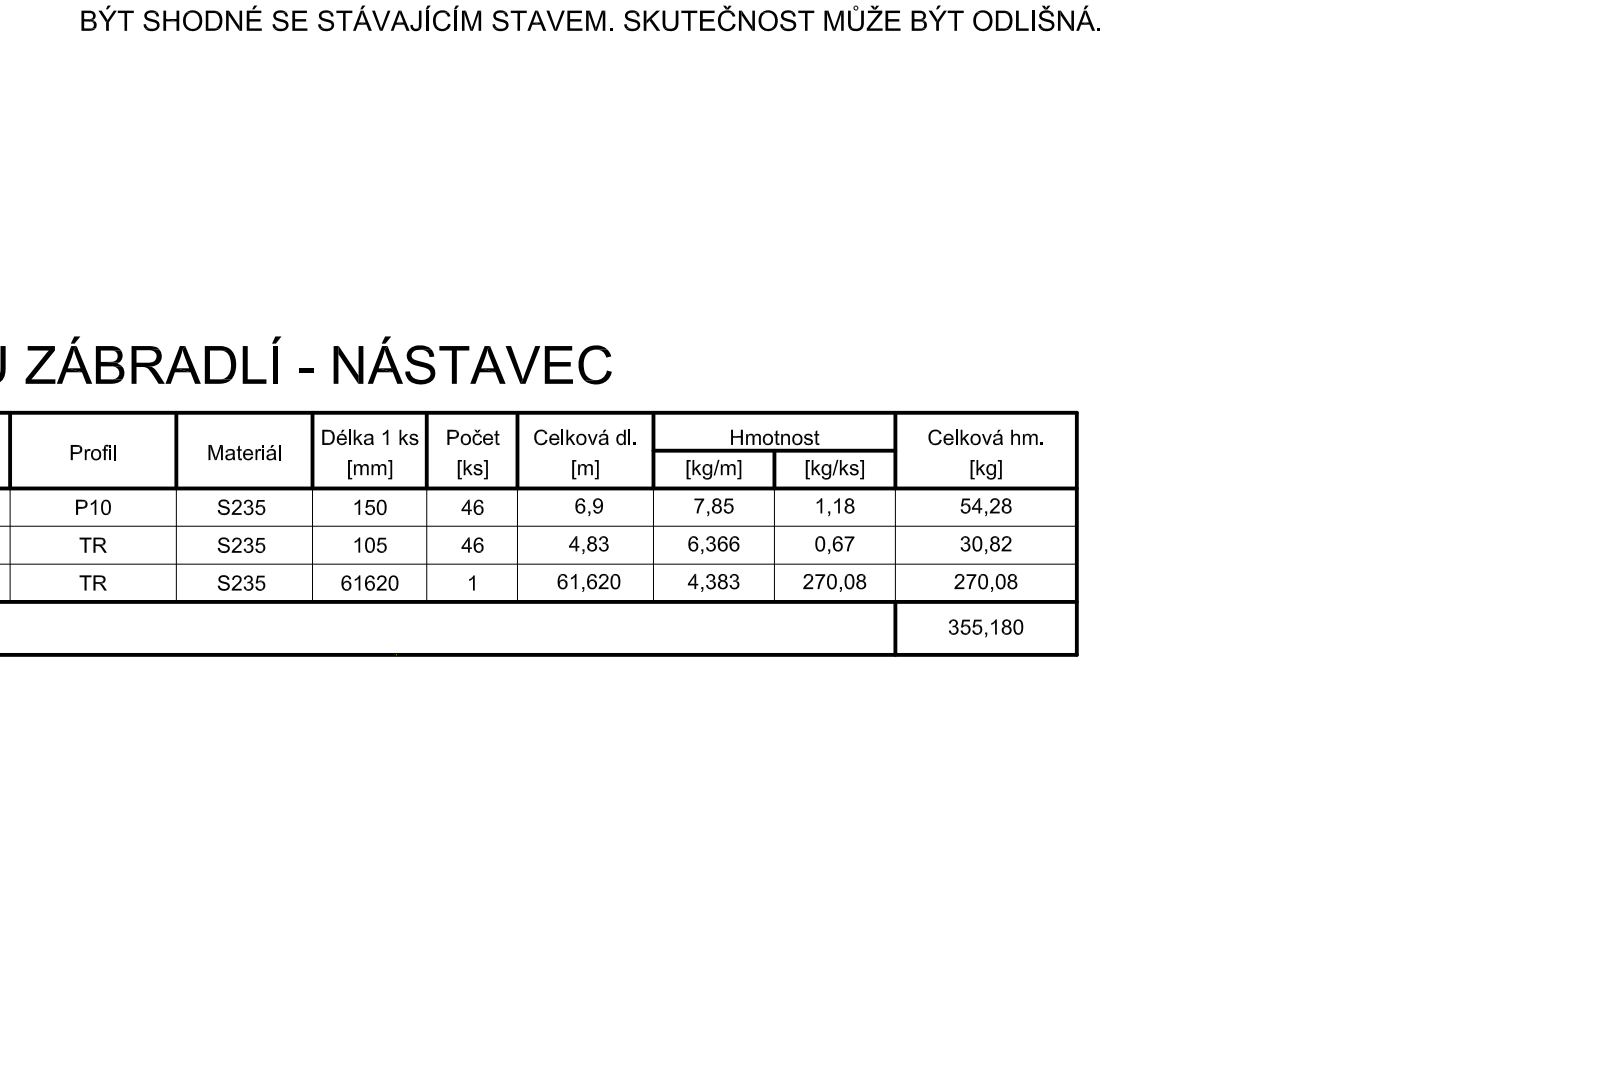 BÝT SHODNÉ SE STÁVAJÍCÍM STAVEM. SKUTEČNOST MŮŽE BÝT ODLIŠNÁ.
ZÁBRADLÍ - NÁSTAVEC
Profil Materiál Délka 1 ks [mm] Počet [ks] Celková dl. [m] Hmotnost [kg/m] [kg/ks] Celková hm. [kg]
P10 S235 150 46 6,9 7,85 1,18 54,28
TR S235 105 46 4,83 6,366 0,67 30,82
TR S235 61620 1 61,620 4,383 270,08 270,08
355,180